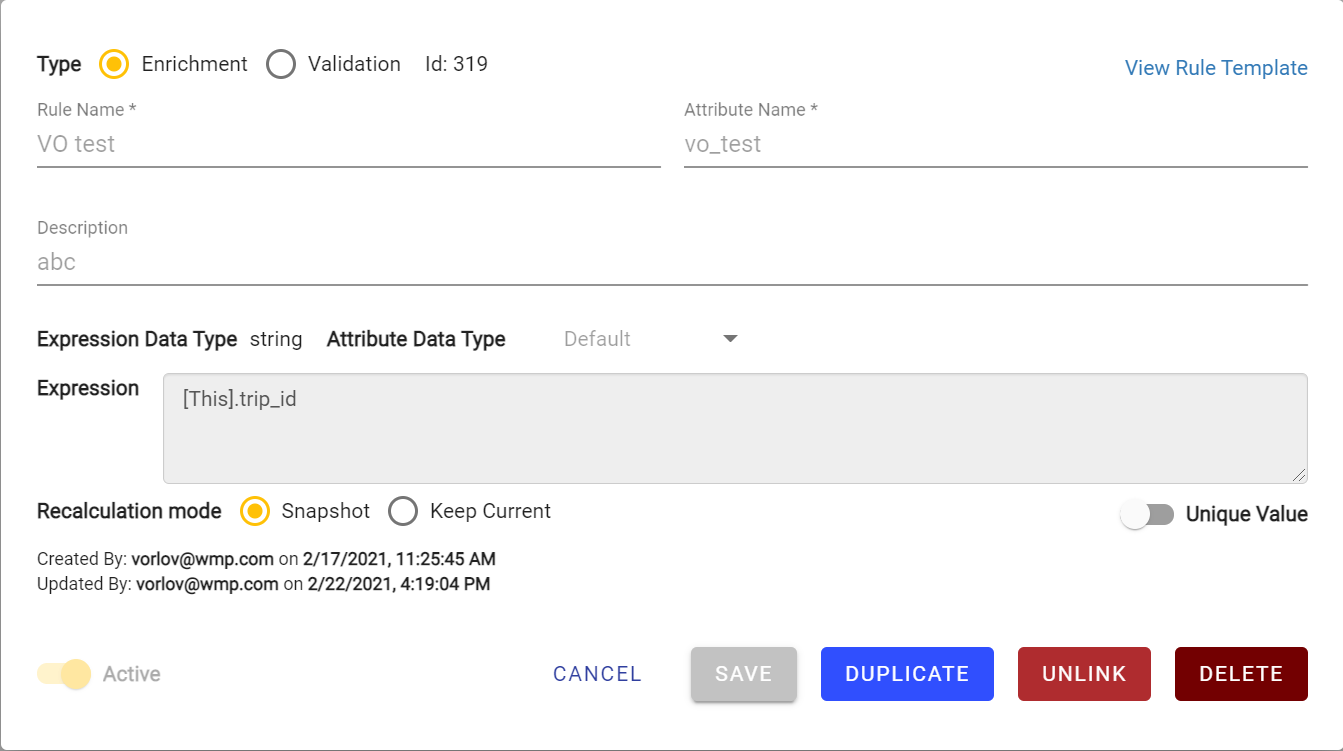 Type Enrichment Validation Id: 319
View Rule Template
Rule Name * Attribute Name *
VO test vo_test
Description
abc
Expression Data Type string Attribute Data Type Default
Expression [This].trip_id
Recalculation mode Snapshot Keep Current Unique Value
Created By: vorlov@wmp.com on 2/17/2021, 11:25:45 AM
Updated By: vorlov@wmp.com on 2/22/2021, 4:19:04 PM
Active CANCEL SAVE DUPLICATE UNLINK DELETE